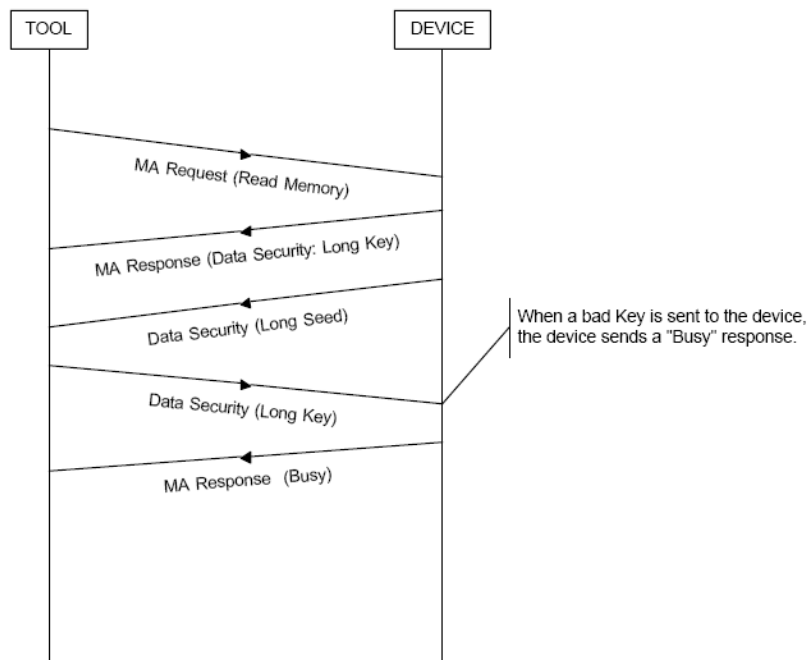 TOOL
DEVICE
MA Request (Read Memory)
MA Response (Data Security: Long Key)
Data Security (Long Seed)
When a bad Key is sent to the device,
the device sends a "Busy" response.
Data Security (Long Key)
MA Response (Busy)